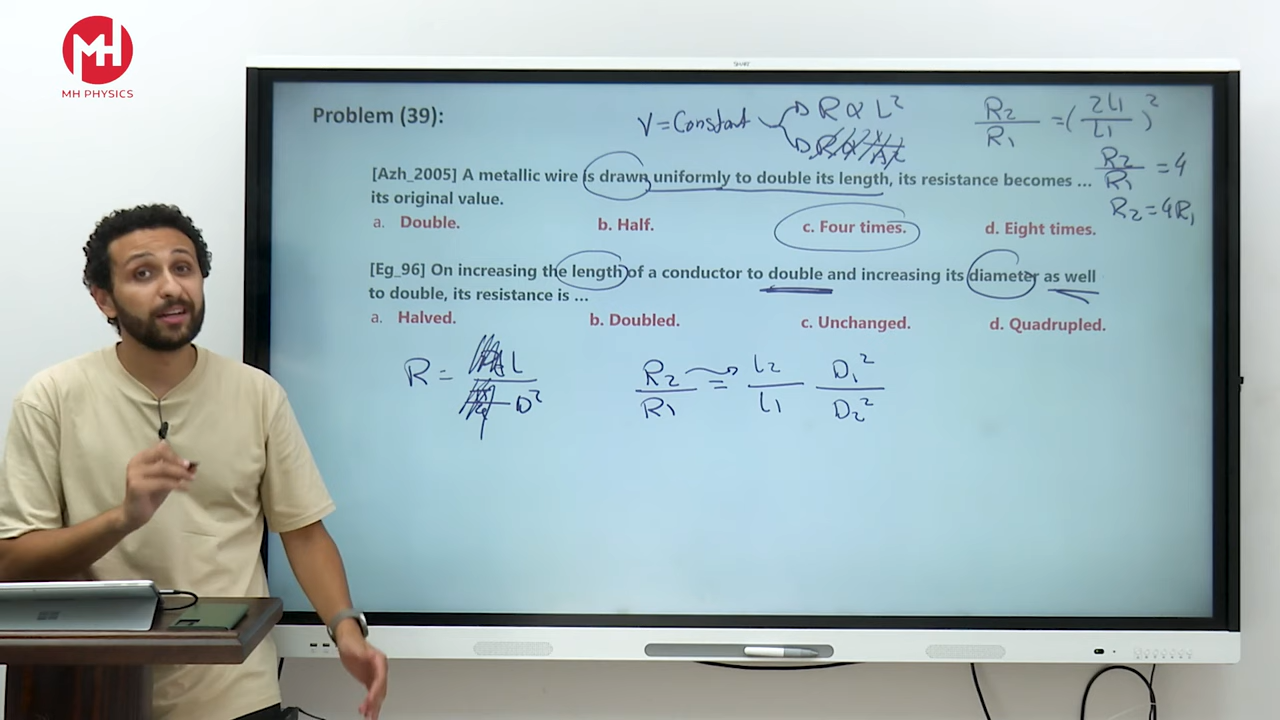 MH
MH PHYSICS
SMART
Problem (39):
V = Constant
R α L²
R2/R1 = (2L1/L1)²
R2/R1 = 4
R2 = 4R1
[Azh_2005] A metallic wire is drawn uniformly to double its length, its resistance becomes ...
its original value.
a. Double. b. Half. c. Four times. d. Eight times.
[Eg_96] On increasing the length of a conductor to double and increasing its diameter as well
to double, its resistance is ...
a. Halved. b. Doubled. c. Unchanged. d. Quadrupled.
R = L/D²
R2/R1 = L2/L1 D1²/D2²